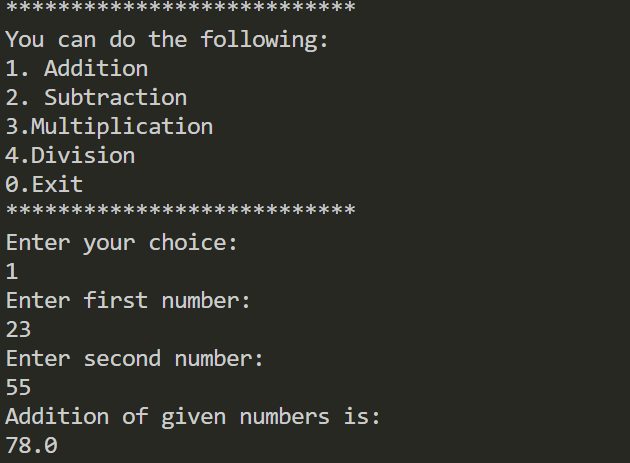 ***************************
You can do the following:
1. Addition
2. Subtraction
3.Multiplication
4.Division
0.Exit
***************************
Enter your choice:
1
Enter first number:
23
Enter second number:
55
Addition of given numbers is:
78.0